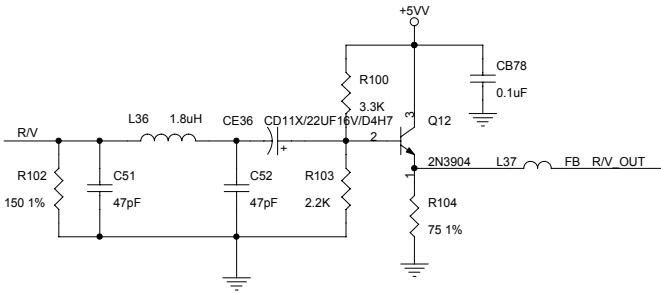 +5VV
CB78
0.1uF
R100
3.3K
L36 1.8uH
CE36 CD11X/22UF16V/D4H7
R/V
3
2
1
Q12
2N3904
L37 FB R/V_OUT
R102
150 1%
C51
47pF
C52
47pF
R103
2.2K
+
R104
75 1%